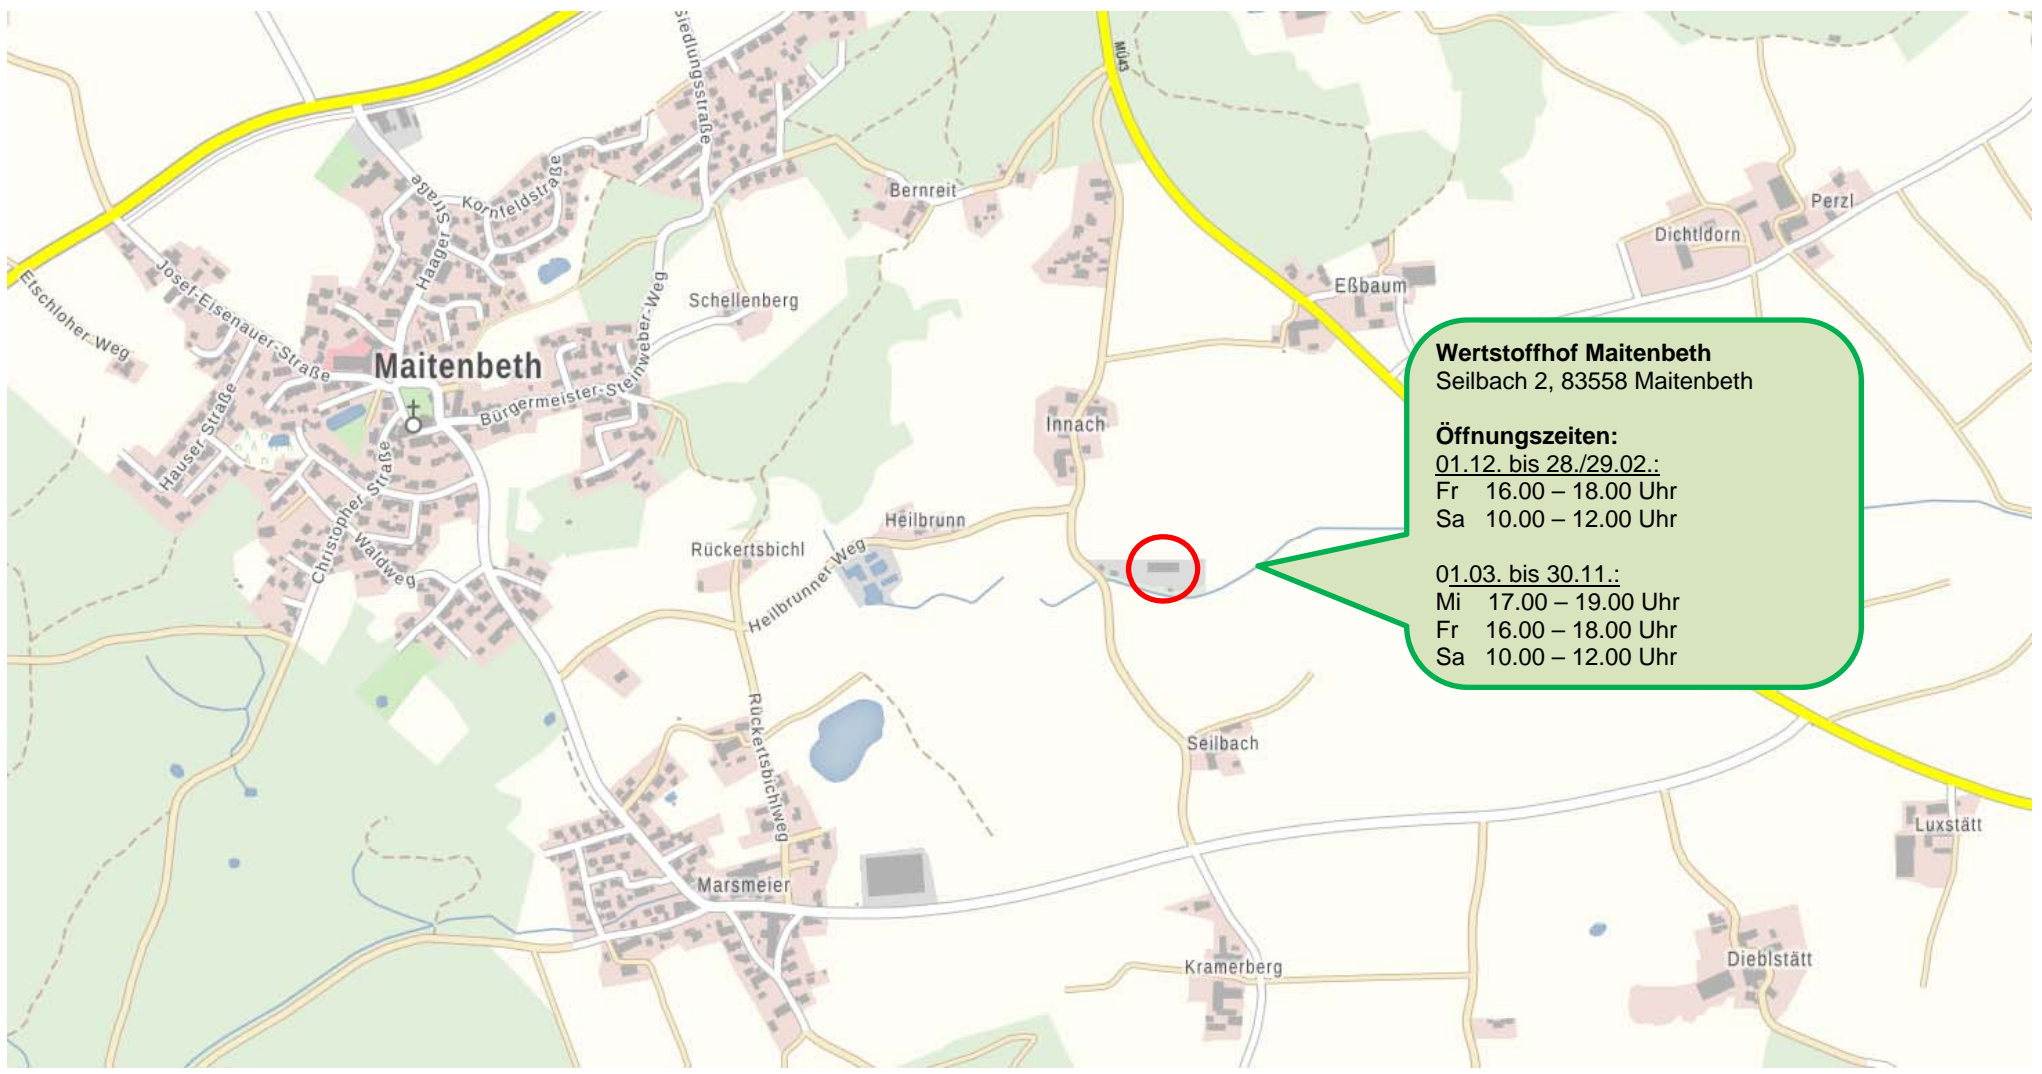 Siedlungsstraße
MÜ43
Kornfeldstraße
Haager Straße
Bernreit
Perzl
Dichtldorn
Josef-Eisenauer-Straße
Etschloher Weg
Schellenberg
Eßbaum
Maitenbeth
Bürgermeister-Steinweber-Weg
Hauser Straße
Innach
Christopher Straße
Waldweg
Heilbrunn
Rückertsbichl
Heilbrunner Weg
Wertstoffhof Maitenbeth
Seilbach 2, 83558 Maitenbeth
Öffnungszeiten:
01.12. bis 28./29.02.:
Fr 16.00 – 18.00 Uhr
Sa 10.00 – 12.00 Uhr
01.03. bis 30.11.:
Mi 17.00 – 19.00 Uhr
Fr 16.00 – 18.00 Uhr
Sa 10.00 – 12.00 Uhr
Rückertsbichlweg
Seilbach
Luxstätt
Marsmeier
Kramerberg
Dieblstätt